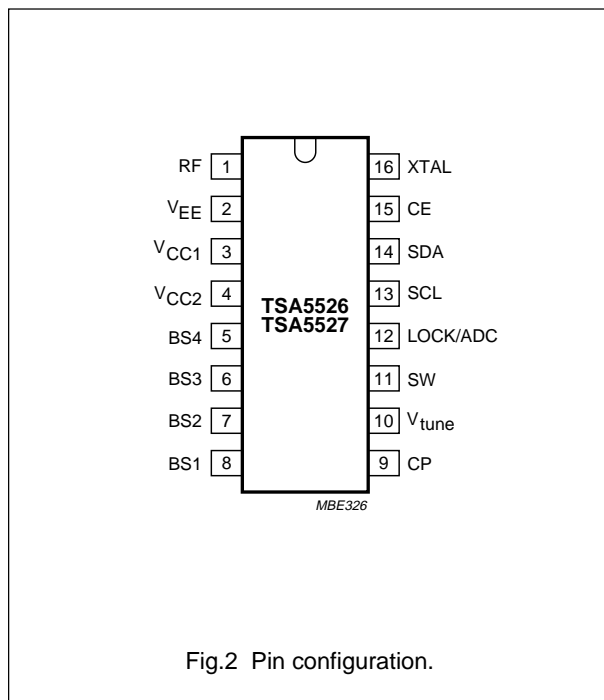 RF 1 16 XTAL
VEE 2 15 CE
VCC1 3 14 SDA
VCC2 4 13 SCL
TSA5526
TSA5527
BS4 5 12 LOCK/ADC
BS3 6 11 SW
BS2 7 10 Vtune
BS1 8 9 CP
MBE326
Fig.2 Pin configuration.